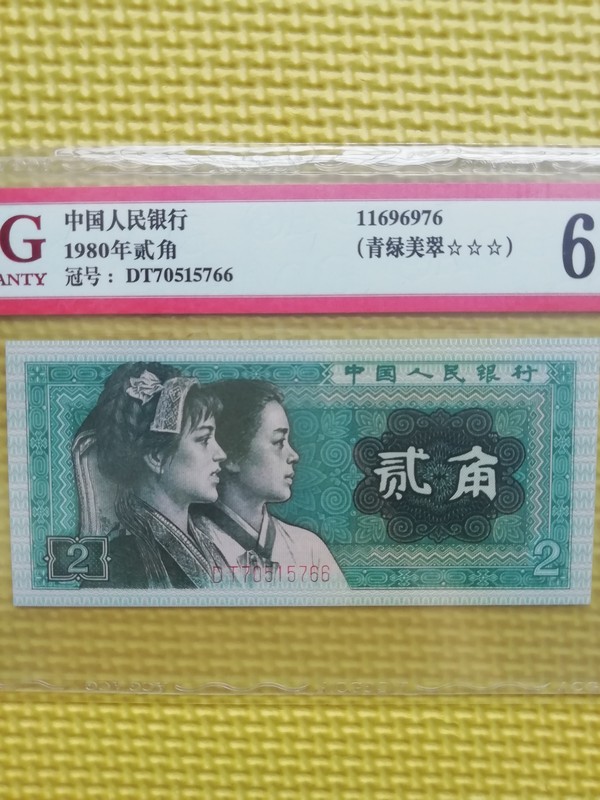 G
ANTY
中国人民银行
1980年贰角
冠号：DT70515766
11696976
（青绿美翠☆☆☆）
6
中国人民银行
贰角
2
2
DT70515766